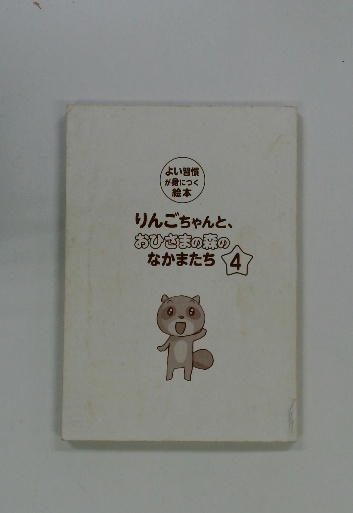 よい習慣
が身につく
絵本
りんごちゃんと、
おひさまの森の
なかまたち
4